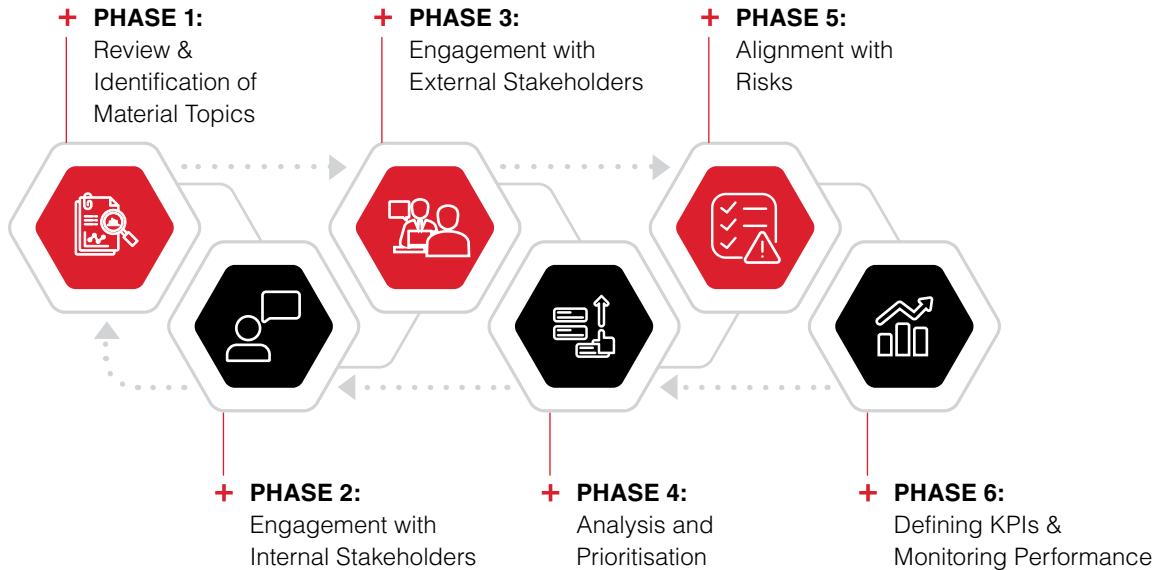 PHASE 1:
Review &
Identification of
Material Topics
PHASE 2:
Engagement with
Internal Stakeholders
PHASE 3:
Engagement with
External Stakeholders
PHASE 4:
Analysis and
Prioritisation
PHASE 5:
Alignment with
Risks
PHASE 6:
Defining KPIs &
Monitoring Performance